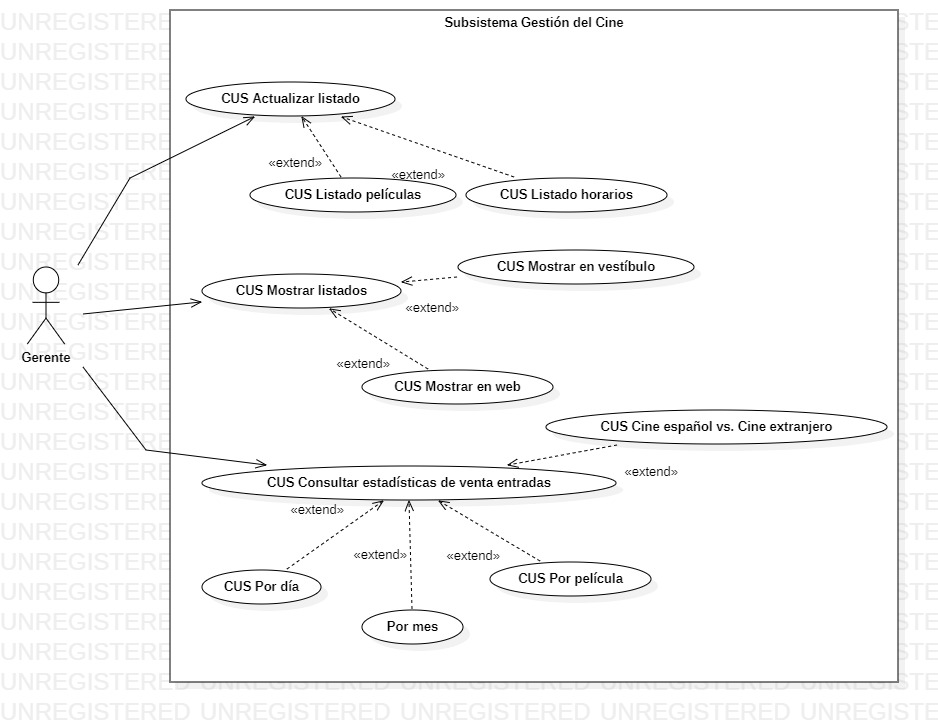 Subsistema Gestión del Cine
CUS Actualizar listado
«extend»
«extend»
CUS Listado películas
CUS Listado horarios
CUS Mostrar en vestíbulo
CUS Mostrar listados
«extend»
Gerente
«extend»
CUS Mostrar en web
CUS Cine español vs. Cine extranjero
«extend»
CUS Consultar estadísticas de venta entradas
«extend»
«extend»
«extend»
CUS Por día
CUS Por película
Por mes
UNREGISTERED UNREGISTERED UNREGISTERED UNREGISTERED